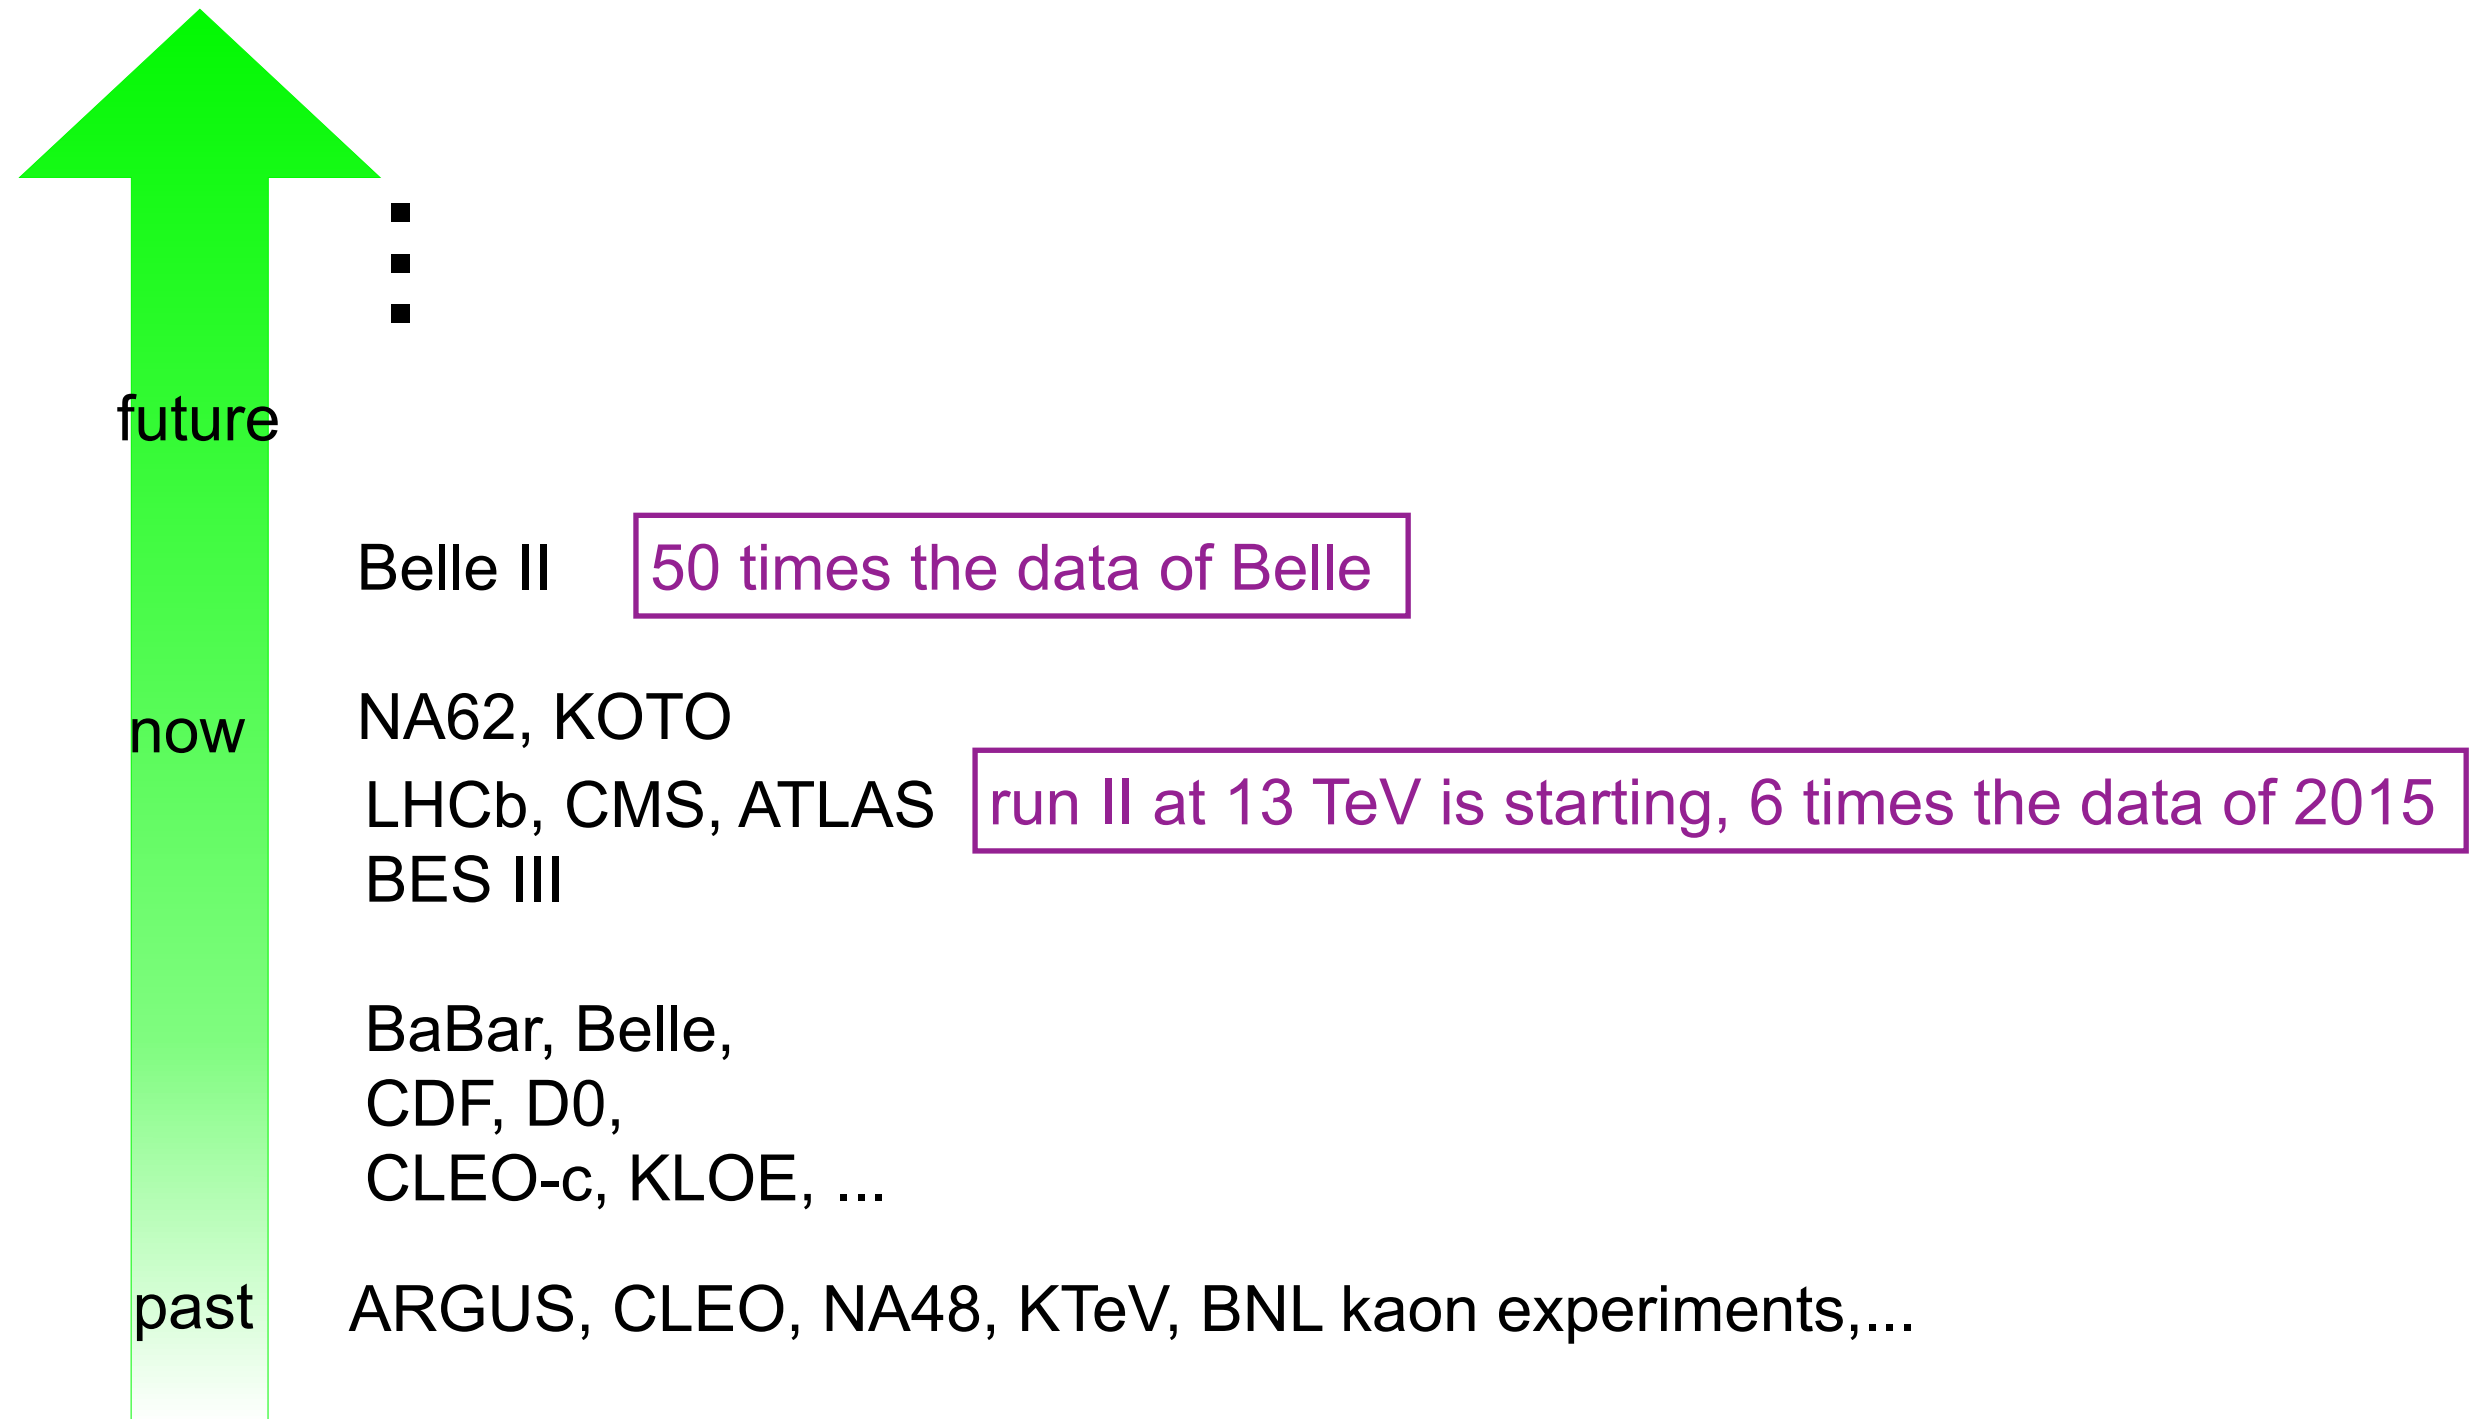 future
Belle II 50 times the data of Belle
NA62, KOTO
now
LHCb, CMS, ATLAS run II at 13 TeV is starting, 6 times the data of 2015
BES III
BaBar, Belle,
CDF, D0,
CLEO-c, KLOE, ...
past ARGUS, CLEO, NA48, KTeV, BNL kaon experiments,...